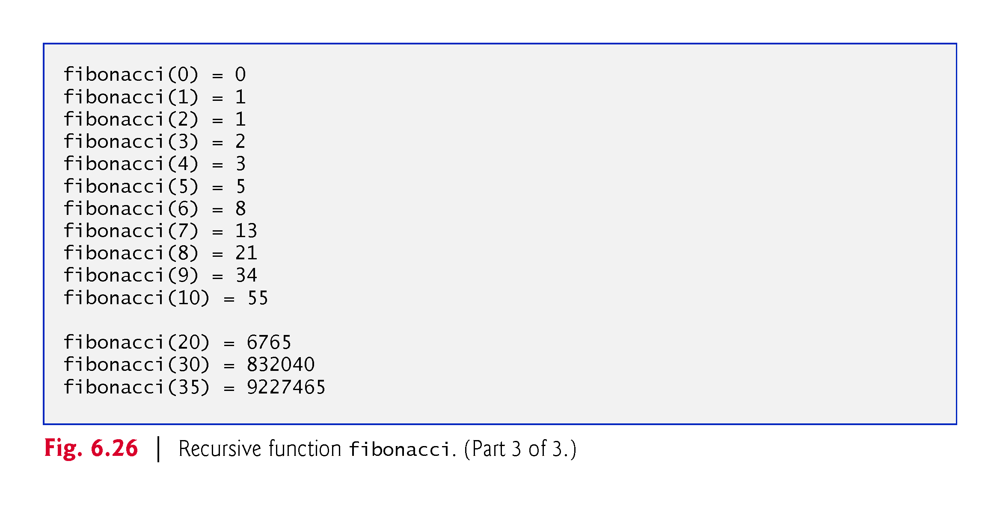 fibonacci(0) = 0
fibonacci(1) = 1
fibonacci(2) = 1
fibonacci(3) = 2
fibonacci(4) = 3
fibonacci(5) = 5
fibonacci(6) = 8
fibonacci(7) = 13
fibonacci(8) = 21
fibonacci(9) = 34
fibonacci(10) = 55
fibonacci(20) = 6765
fibonacci(30) = 832040
fibonacci(35) = 9227465
Fig. 6.26 | Recursive function fibonacci. (Part 3 of 3.)